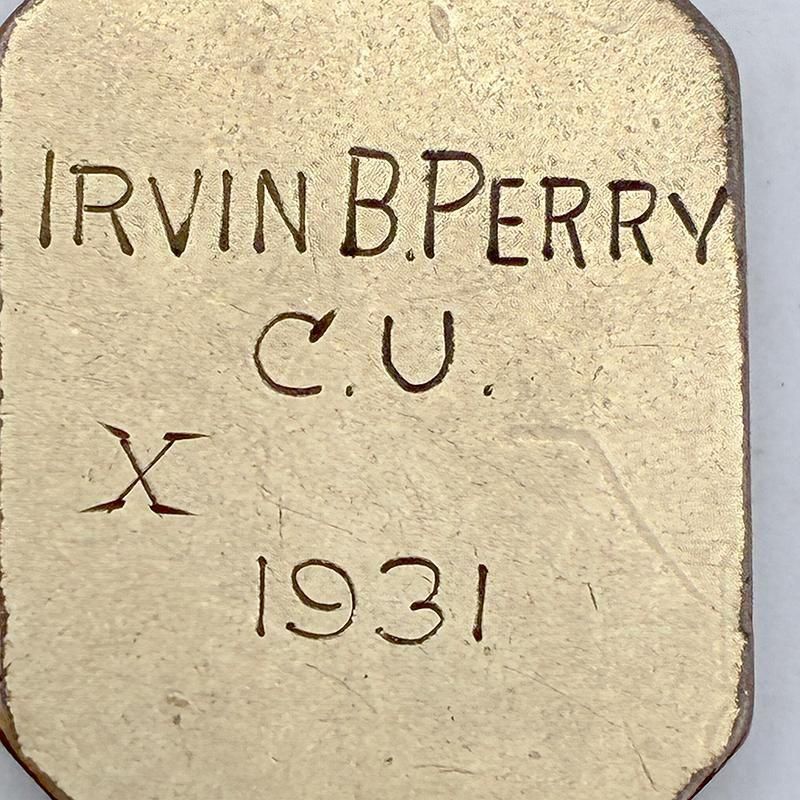 IRVIN B. PERRY
C.U.
X
1931